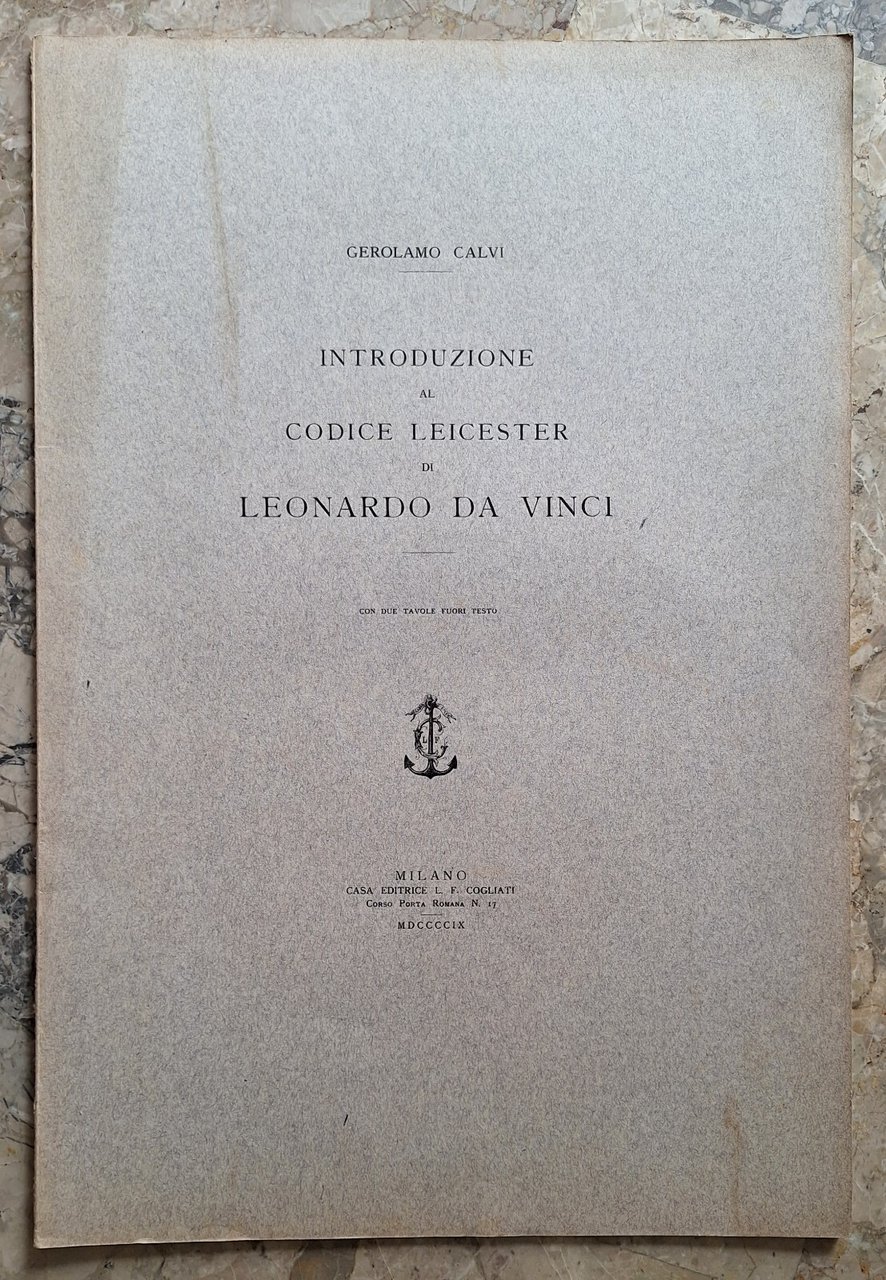 GEROLAMO CALVI
INTRODUZIONE
AL
CODICE LEICESTER
DI
LEONARDO DA VINCI
CON DUE TAVOLE FUORI TESTO
L F
MILANO
CASA EDITRICE L. F. COGLIATI
Corso Porta Romana N. 17
MDCCCCIX